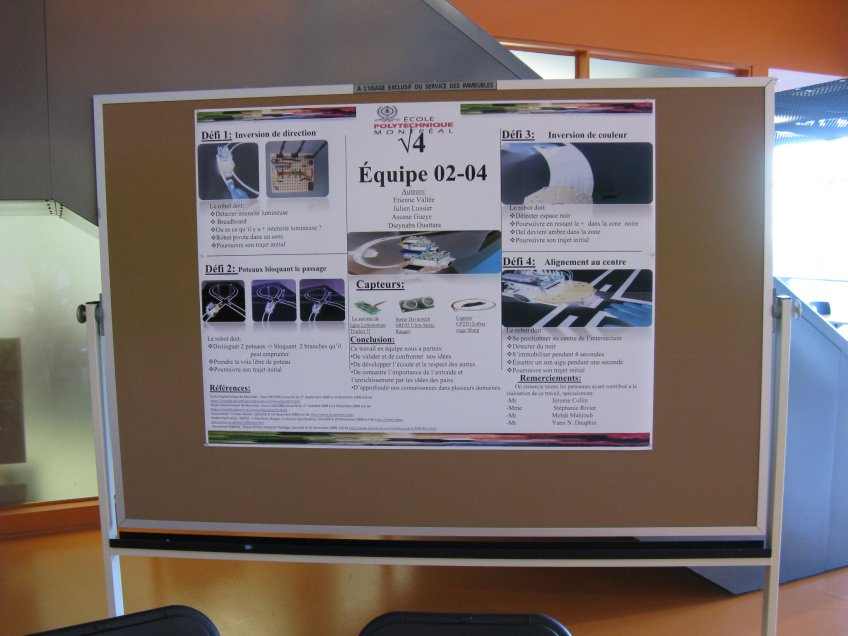 A L'USAGE EXCLUSIF DU SERVICE DES IMMEUBLES
ÉCOLE
POLYTECHNIQUE
MONTRÉAL
√4
Équipe 02-04
Auteurs:
Etienne Vallée
Julien Lussier
Assane Gueye
Dieynaba Ouattara
Défi 1: Inversion de direction
Le robot doit:
❖Détecter intensité lumineuse
❖ Breadboard
❖Où es ce qu'il y a + intensité lumineuse ?
❖Robot pivote dans un sens
❖Poursuivre son trajet initial
Défi 2: Poteaux bloquant le passage
Le robot doit:
❖Distinguer 2 poteaux -> bloquant 2 branches qu'il
peut emprunter
❖Prendre la voie libre de poteau
❖Poursuivre son trajet initial
Références:
Capteurs:
Le suiveur de
ligne Lynxmotion
Tracker II
Sonar Devantech
SRF05 Ultra-Sonic
Ranger
Capteur
GP2D12
Sharp
Conclusion:
Ce travail en équipe nous a permis:
•De valider et de confronter nos idées
•De développer l'écoute et le respect des autres
•De connaître l'importance de l'entraide et
l'enrichissement par les idées des pairs
•D'approfondir nos connaissances dans plusieurs domaines
Défi 3: Inversion de couleur
Le robot doit:
❖Détecter espace noir
❖Poursuivre en restant le + dans la zone noire
❖Del devient ambre dans la zone
❖Poursuivre son trajet initial
Défi 4: Alignement au centre
Le robot doit:
❖Se positionner au centre de l'intersection
❖Détecter du noir
❖S'immobiliser pendant 4 secondes
❖Émettre un son aigu pendant une seconde
❖Poursuivre son trajet initial
Remerciements:
On remercie toutes les personnes ayant contribué à la
réalisation de ce travail, spécialement:
-Mr Jérôme Collin
-Mme Stéphanie Rivier
-Mr Mehdi Mahjoub
-Mr Yann N. Dauphin